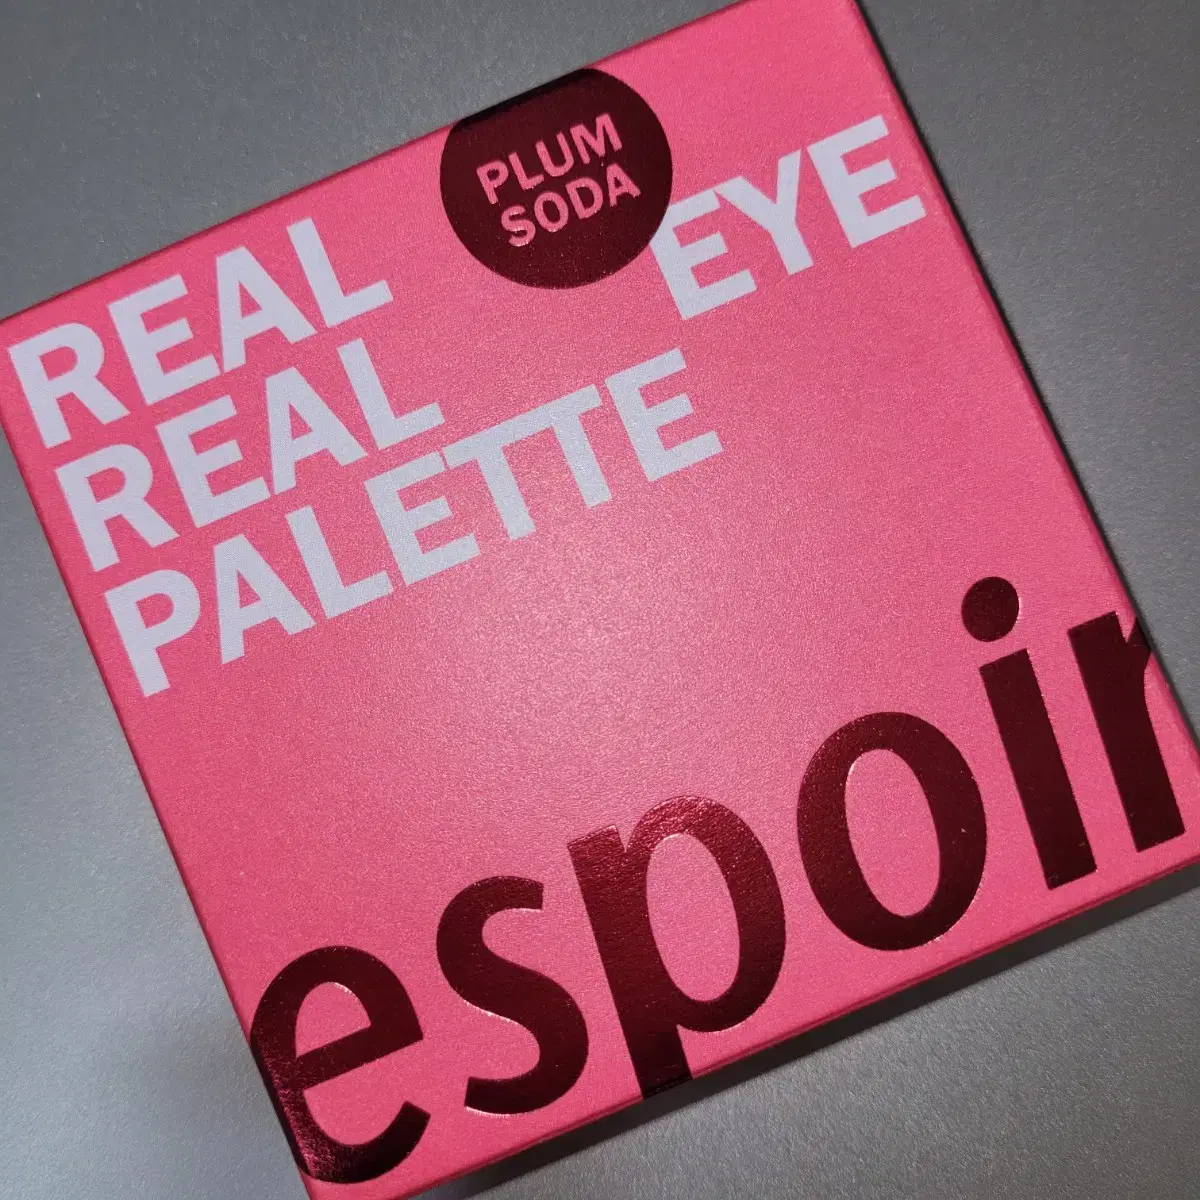 PLUM
SODA
REAL EYE
REAL
PALETTE
espoir